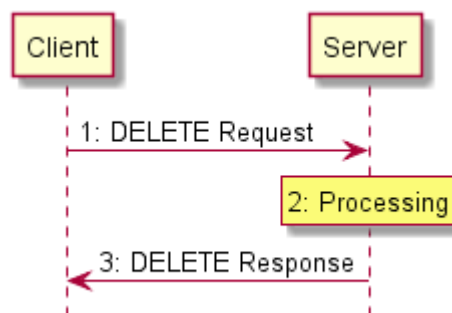 Client
Server
1: DELETE Request
2: Processing
3: DELETE Response